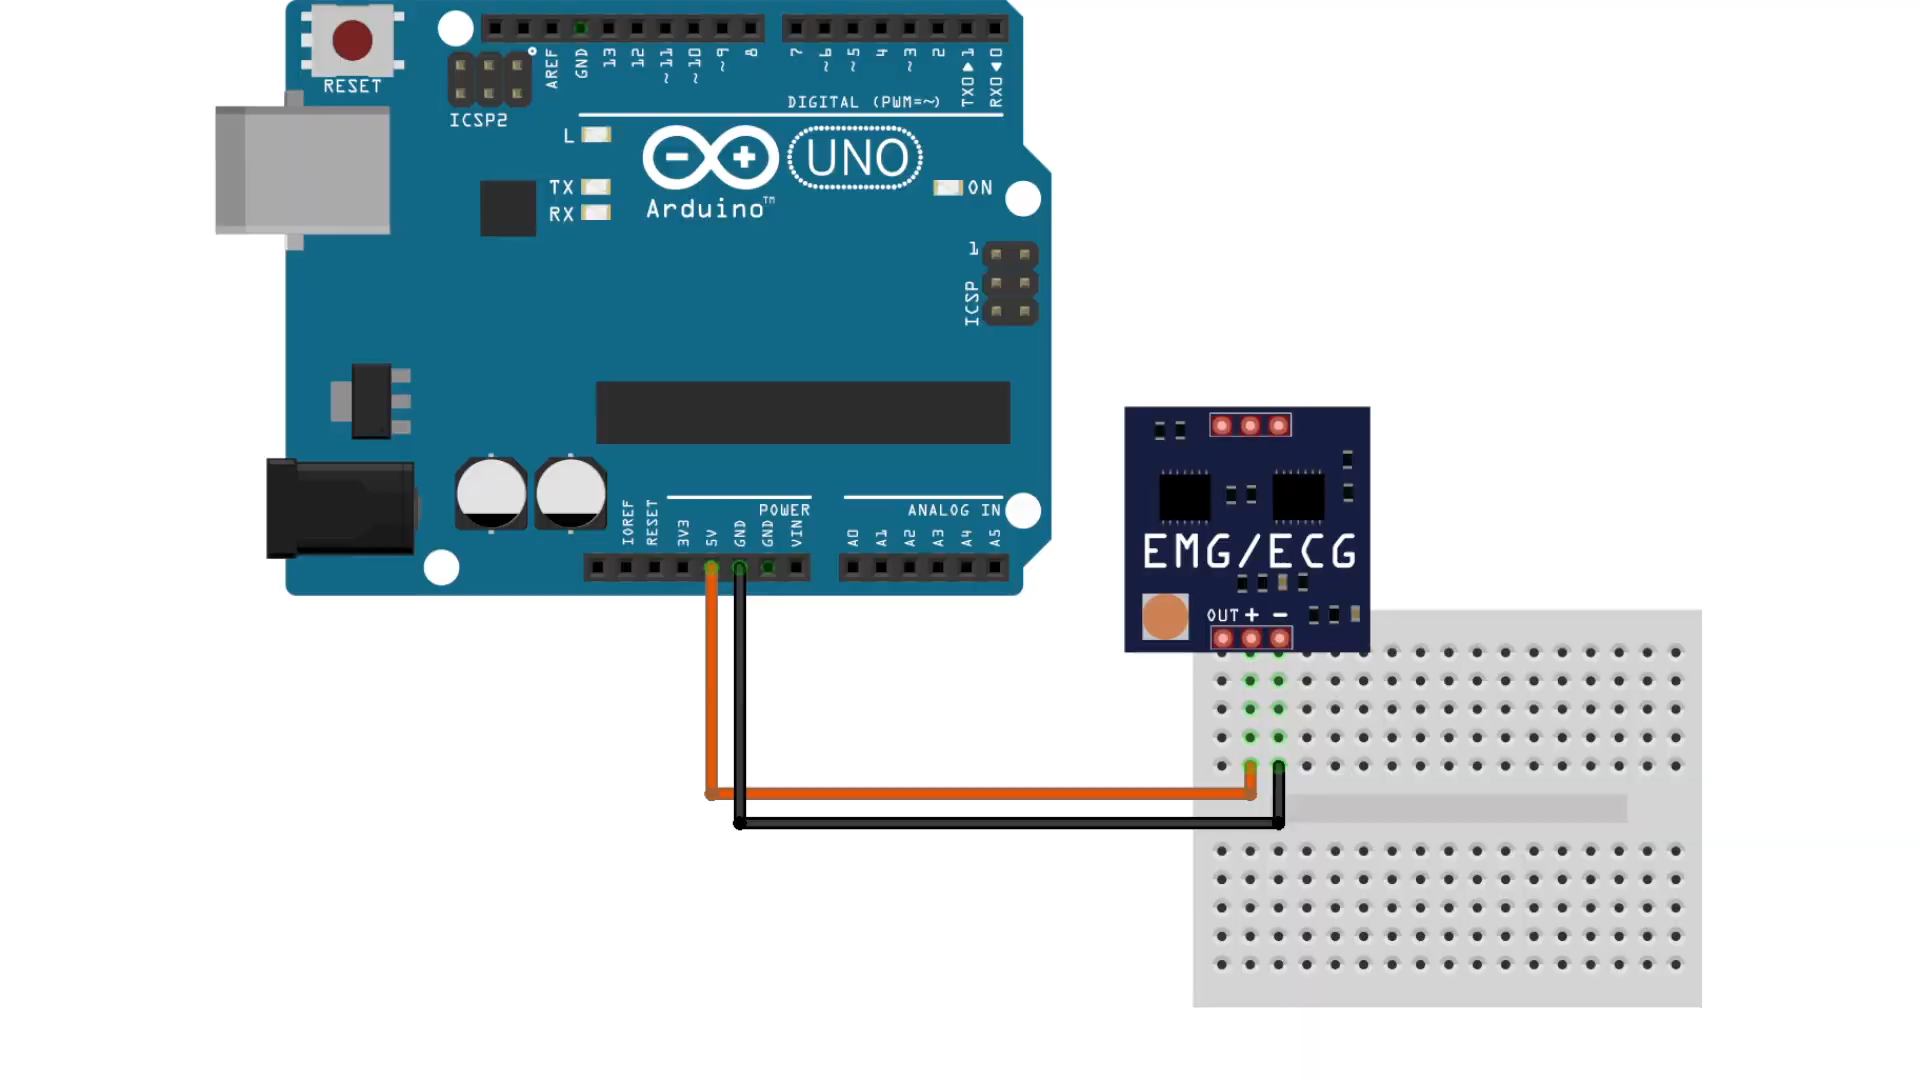 RESET
ICSP2
AREF
GND
13
12
~11
~10
~9
8
7
~6
~5
4
~3
2
TX0▶1
RX0◀0
DIGITAL (PWM=~)
L
TX
RX
Arduino™
UNO
ON
1
ICSP
EMG/ECG
OUT + −
POWER
ANALOG IN
IOREF
RESET
3V3
5V
GND
GND
VIN
A0
A1
A2
A3
A4
A5